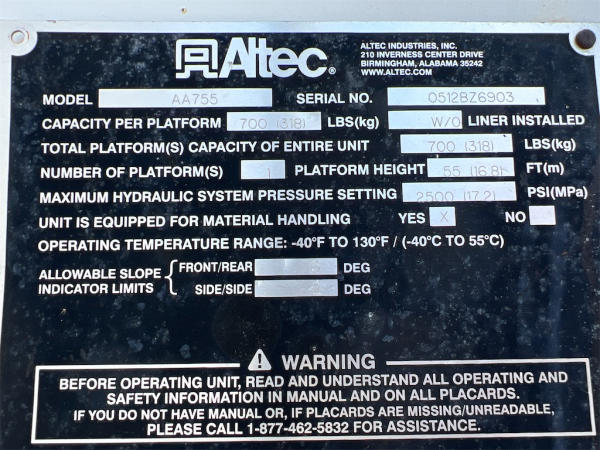 Altec®
ALTEC INDUSTRIES, INC.
210 INVERNESS CENTER DRIVE
BIRMINGHAM, ALABAMA 35242
WWW.ALTEC.COM
MODEL AA755 SERIAL NO. 0512BZ6903
CAPACITY PER PLATFORM 700 (318) LBS(kg) W/O LINER INSTALLED
TOTAL PLATFORM(S) CAPACITY OF ENTIRE UNIT 700 (318) LBS(kg)
NUMBER OF PLATFORM(S) 1 PLATFORM HEIGHT 55 (16.8) FT(m)
MAXIMUM HYDRAULIC SYSTEM PRESSURE SETTING 2500 (17.2) PSI(MPa)
UNIT IS EQUIPPED FOR MATERIAL HANDLING YES X NO
OPERATING TEMPERATURE RANGE: -40°F TO 130°F / (-40°C TO 55°C)
ALLOWABLE SLOPE INDICATOR LIMITS
FRONT/REAR DEG
SIDE/SIDE DEG
WARNING
BEFORE OPERATING UNIT, READ AND UNDERSTAND ALL OPERATING AND
SAFETY INFORMATION IN MANUAL AND ON ALL PLACARDS.
IF YOU DO NOT HAVE MANUAL OR, IF PLACARDS ARE MISSING/UNREADABLE,
PLEASE CALL 1-877-462-5832 FOR ASSISTANCE.